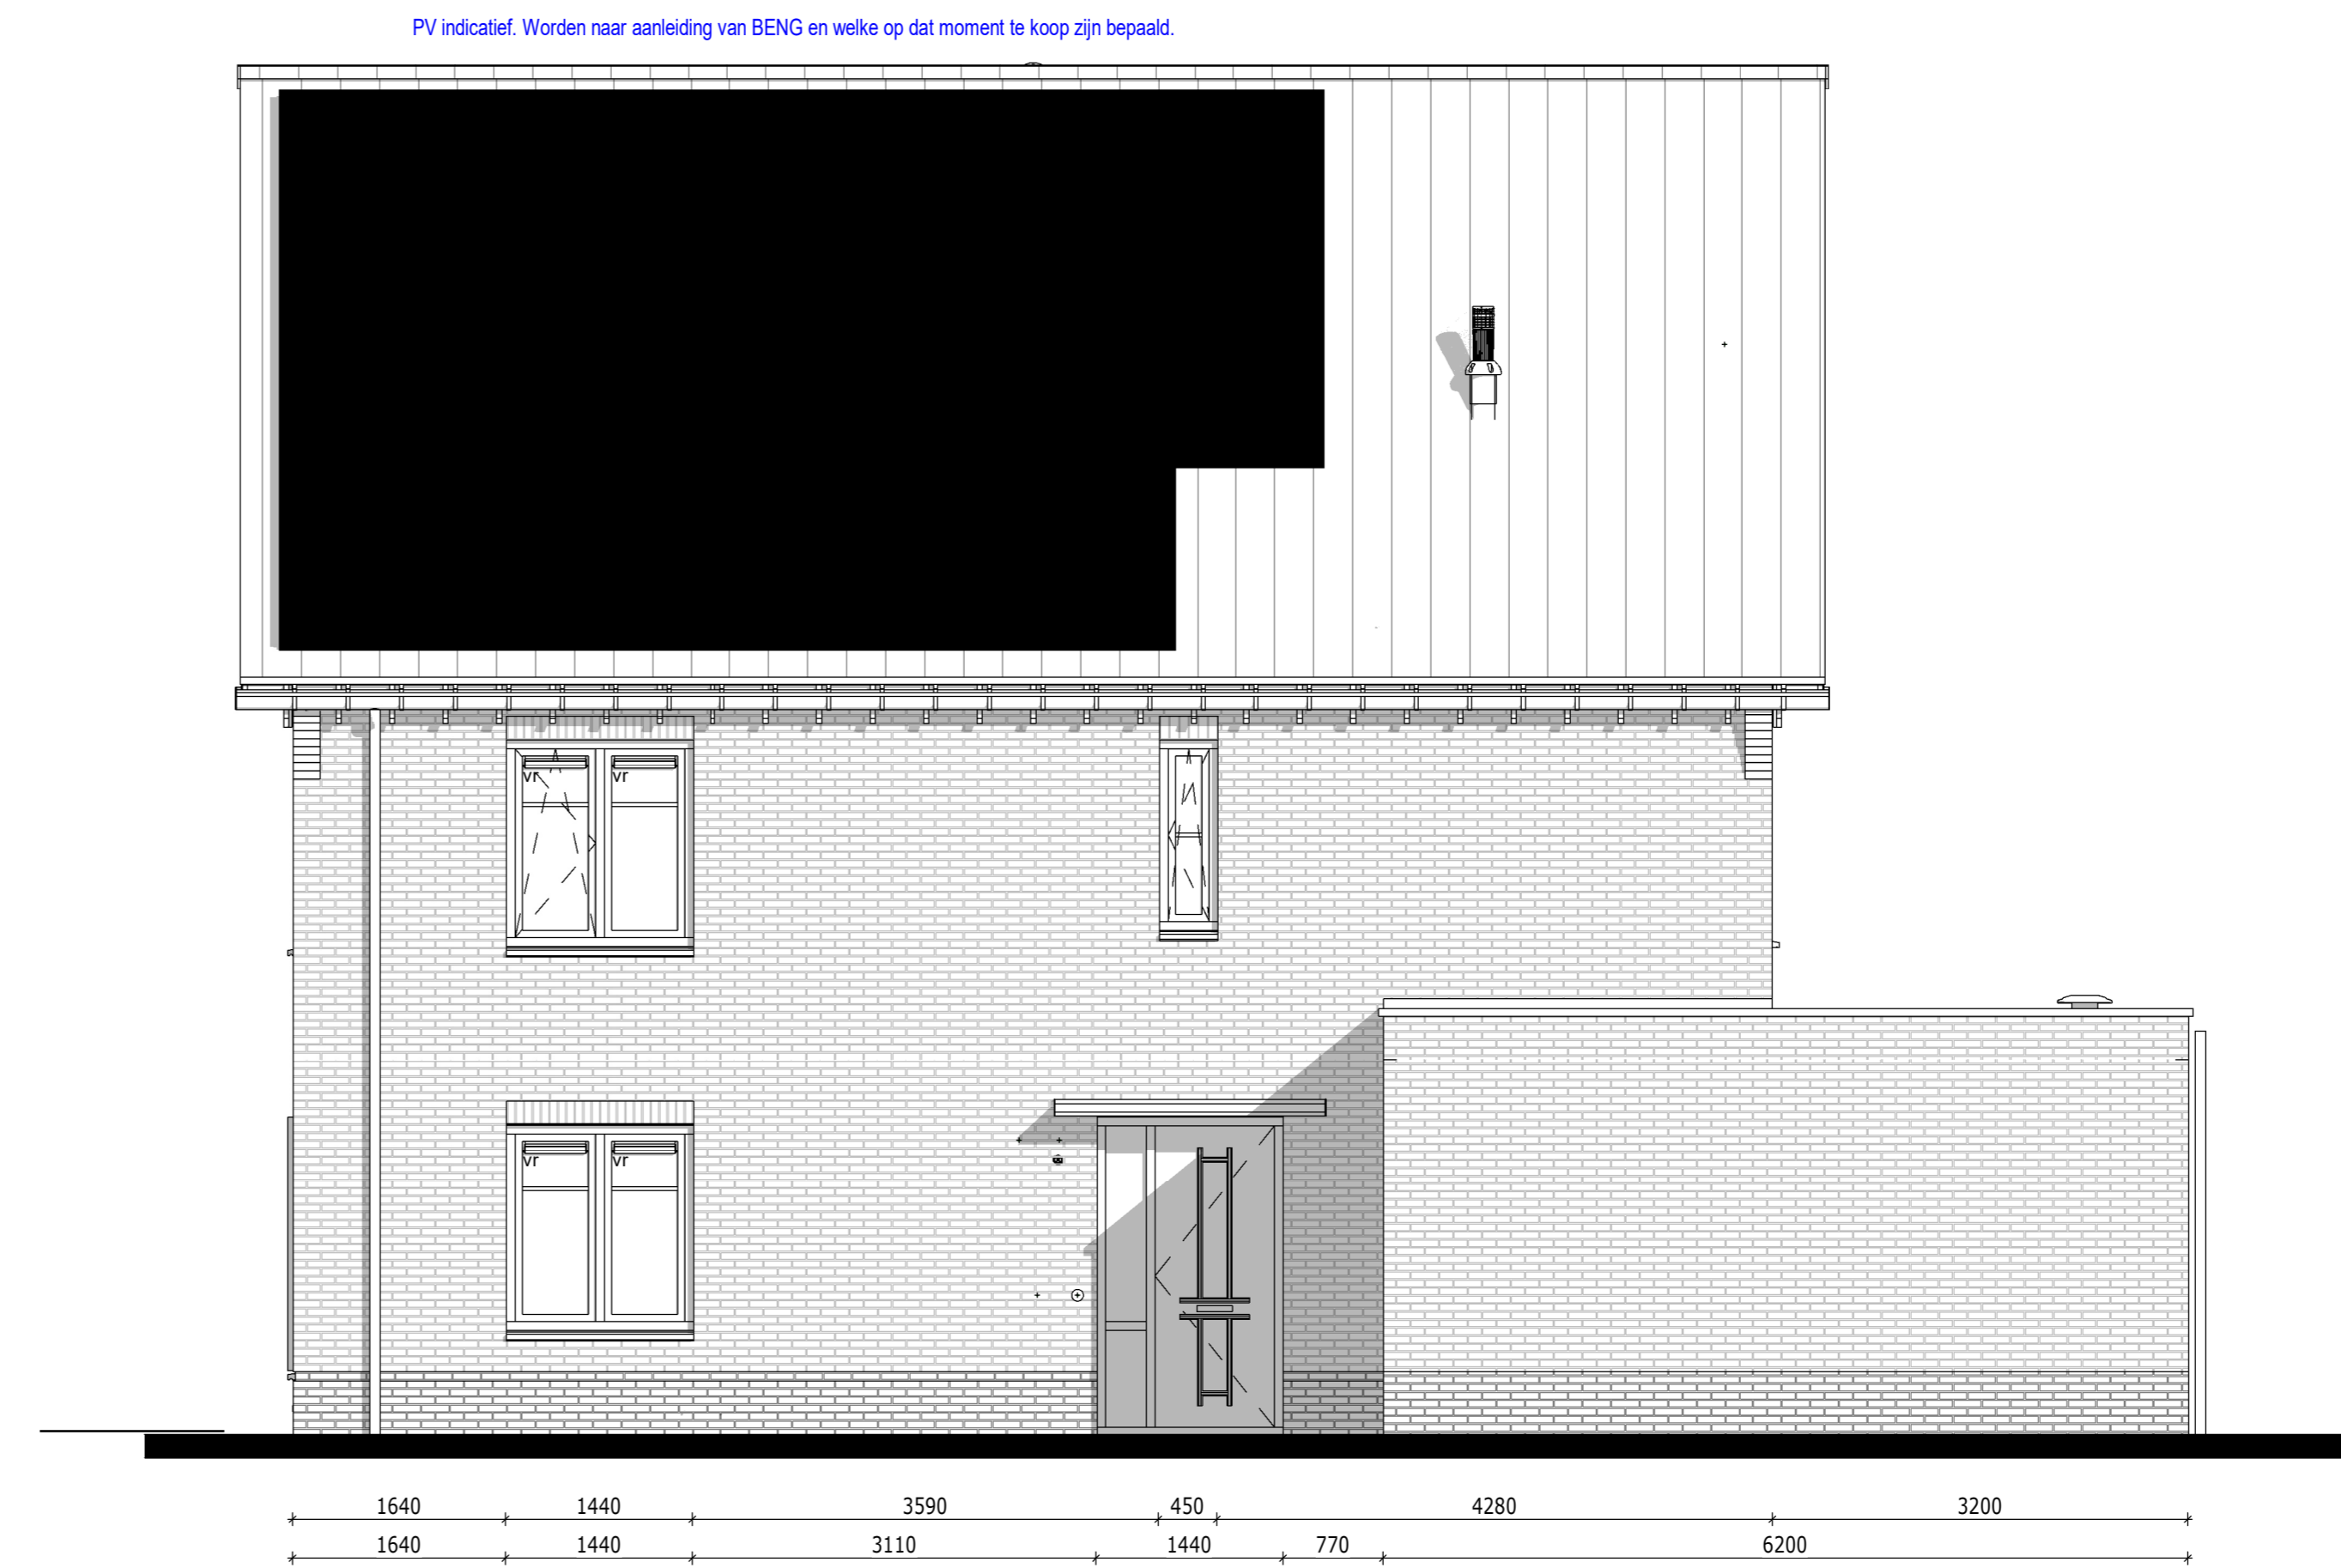 PV indicatief. Worden naar aanleiding van BENG en welke op dat moment te koop zijn bepaald.
vr vr
vr vr
1640 1440 3590 450 4280 3200
1640 1440 3110 1440 770 6200